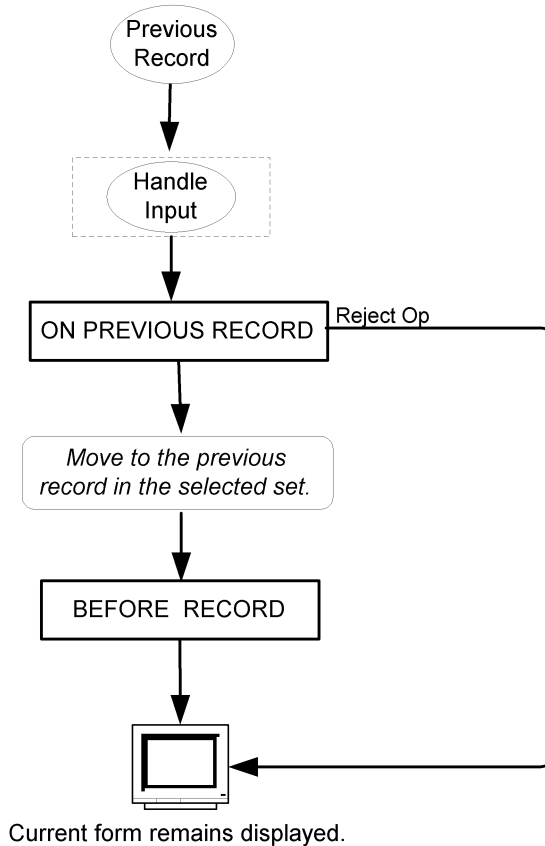 Previous
Record
Handle
Input
ON PREVIOUS RECORD
Reject Op
Move to the previous
record in the selected set.
BEFORE RECORD
Current form remains displayed.